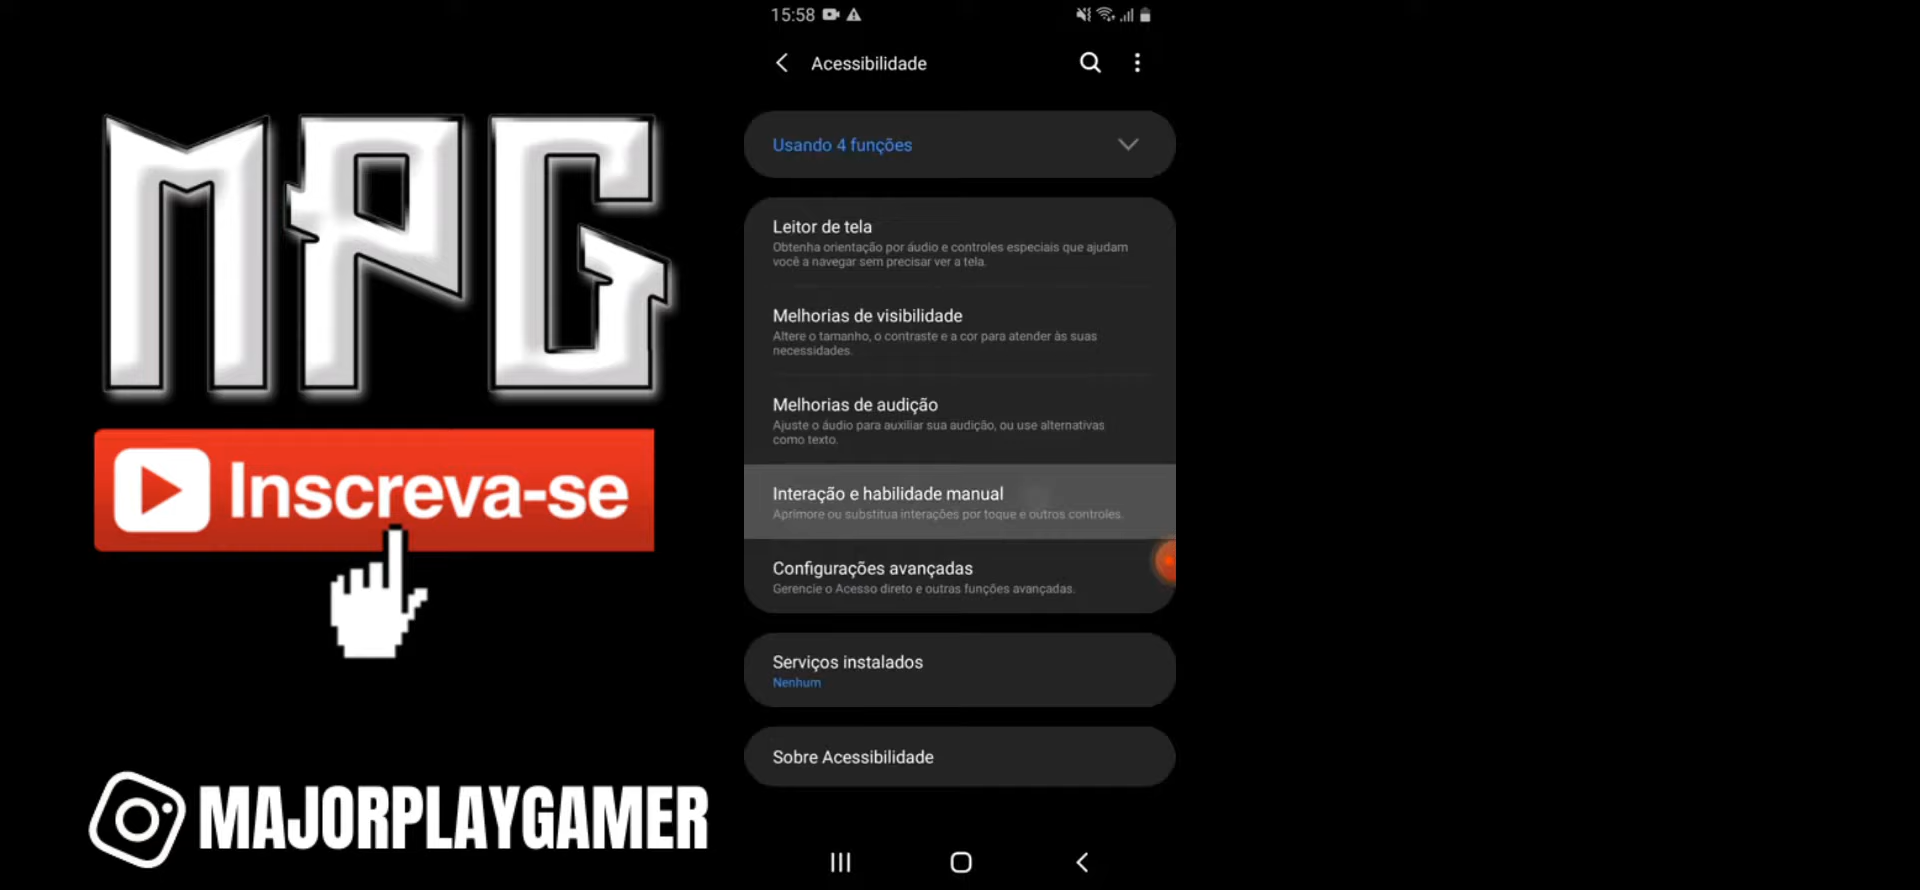 MPG
Inscreva-se
MAJORPLAYGAMER
15:58
Acessibilidade
Usando 4 funções
Leitor de tela
Obtenha orientação por áudio e controles especiais que ajudam
você a navegar sem precisar ver a tela.
Melhorias de visibilidade
Altere o tamanho, o contraste e a cor para atender às suas
necessidades.
Melhorias de audição
Ajuste o áudio para auxiliar sua audição, ou use alternativas
como texto.
Interação e habilidade manual
Aprimore ou substitua interações por toque e outros controles.
Configurações avançadas
Gerencie o Acesso direto e outras funções avançadas.
Serviços instalados
Nenhum
Sobre Acessibilidade